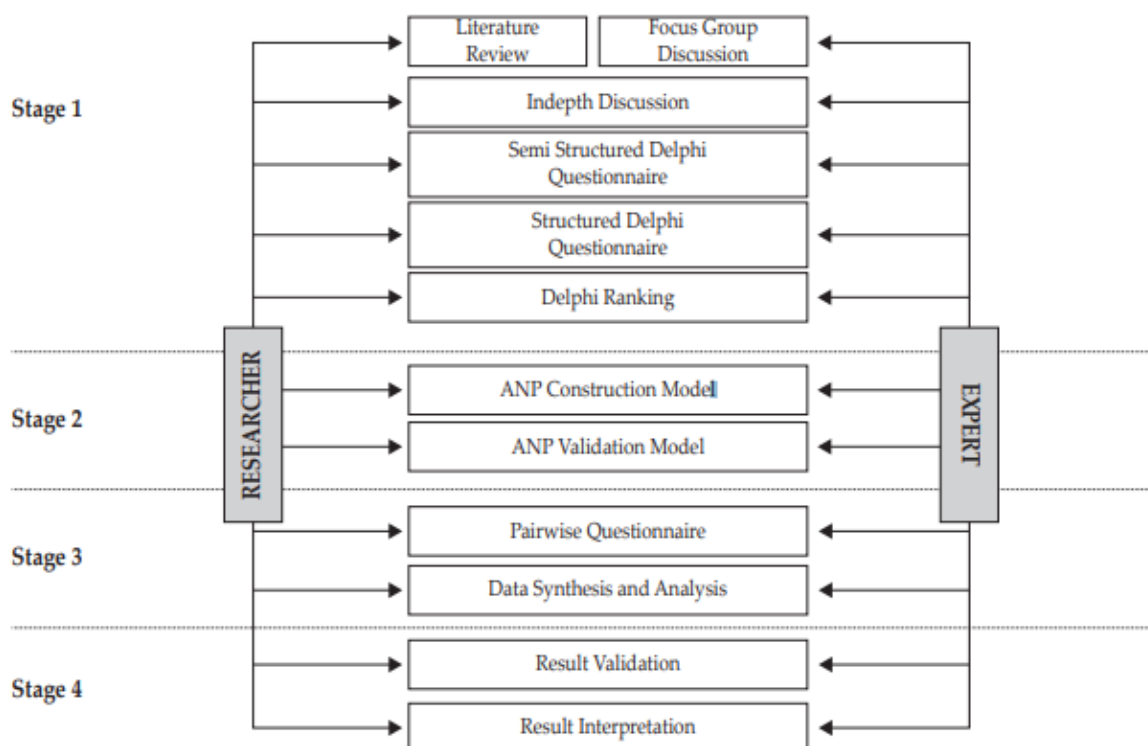 Literature
Review
Focus Group
Discussion
Stage 1
Indepth Discussion
Semi Structured Delphi
Questionnaire
Structured Delphi
Questionnaire
Delphi Ranking
RESEARCHER
EXPERT
Stage 2
ANP Construction Model
ANP Validation Model
Stage 3
Pairwise Questionnaire
Data Synthesis and Analysis
Stage 4
Result Validation
Result Interpretation